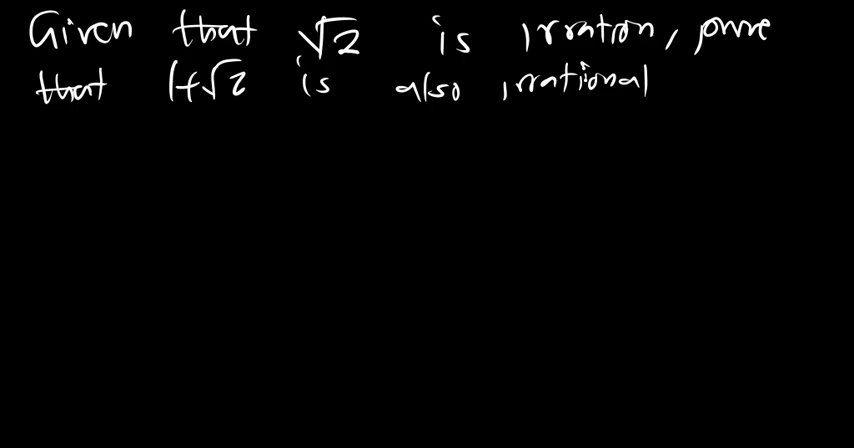 Given that √2 is irration, prove
that 1+√2 is also irrational